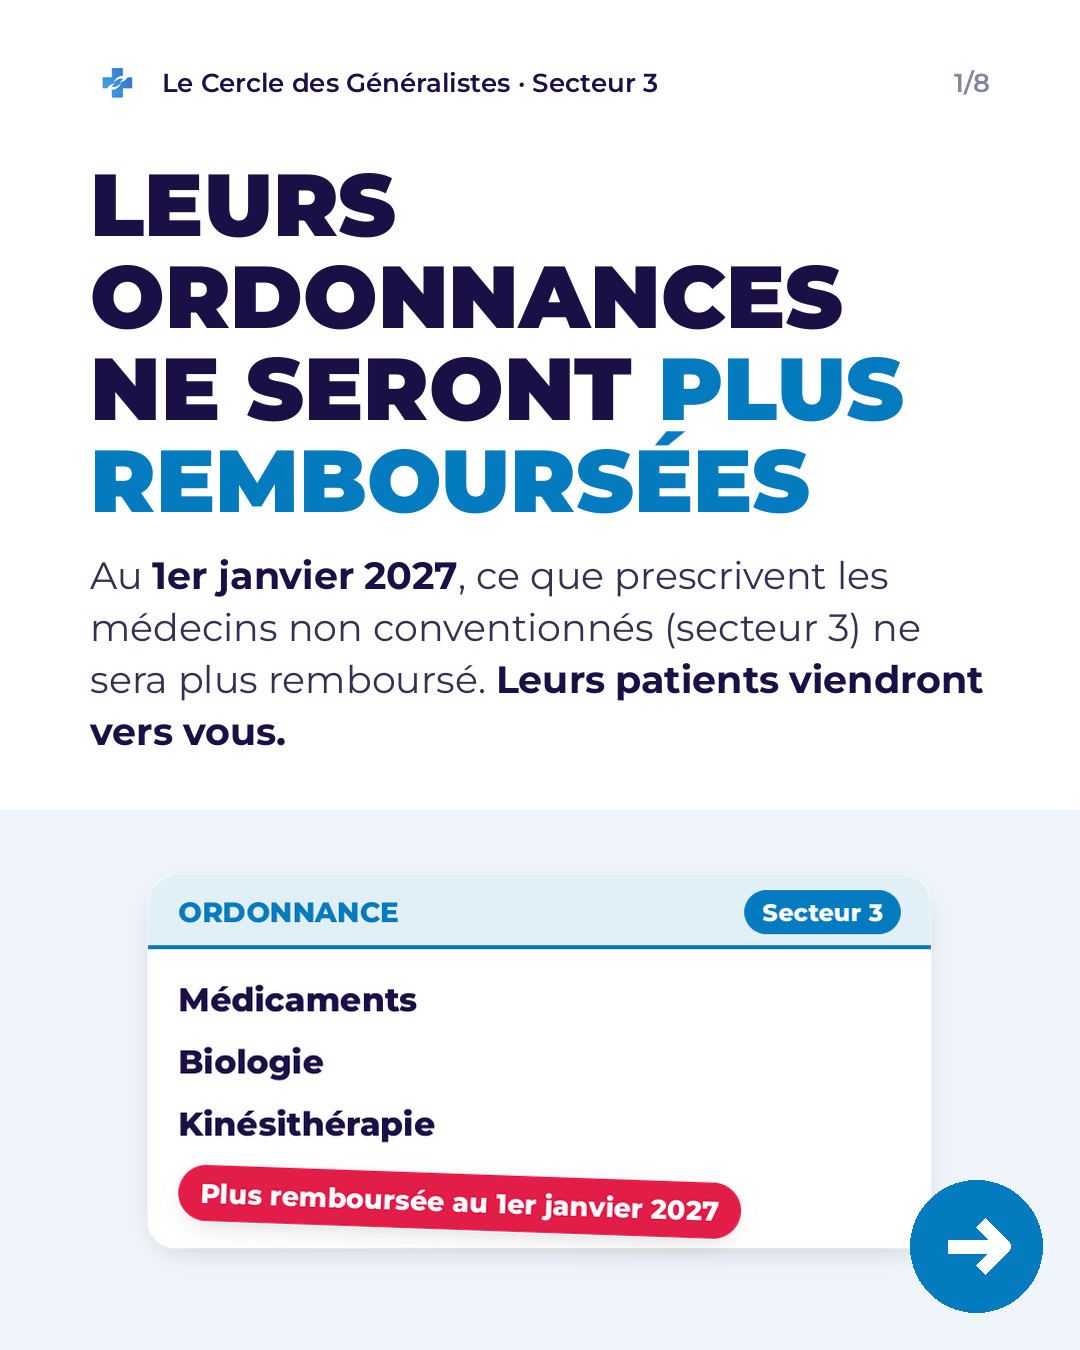 Le Cercle des Généralistes · Secteur 3
1/8
LEURS
ORDONNANCES
NE SERONT PLUS
REMBOURSÉES
Au 1er janvier 2027, ce que prescrivent les
médecins non conventionnés (secteur 3) ne
sera plus remboursé. Leurs patients viendront
vers vous.
ORDONNANCE
Secteur 3
Médicaments
Biologie
Kinésithérapie
Plus remboursée au 1er janvier 2027